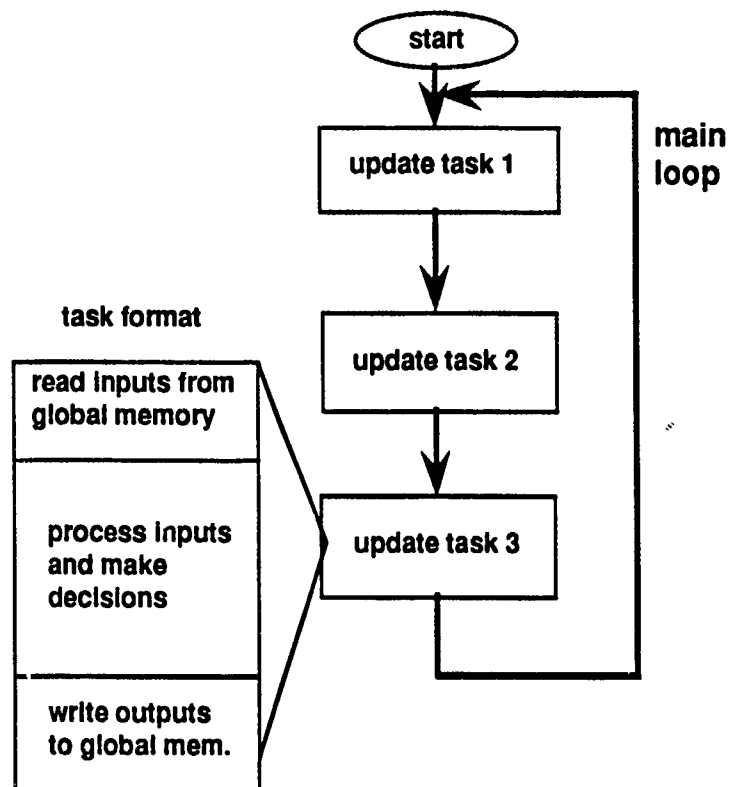 start
main
loop
update task 1
update task 2
update task 3
task format
read inputs from
global memory
process inputs
and make
decisions
write outputs
to global mem.